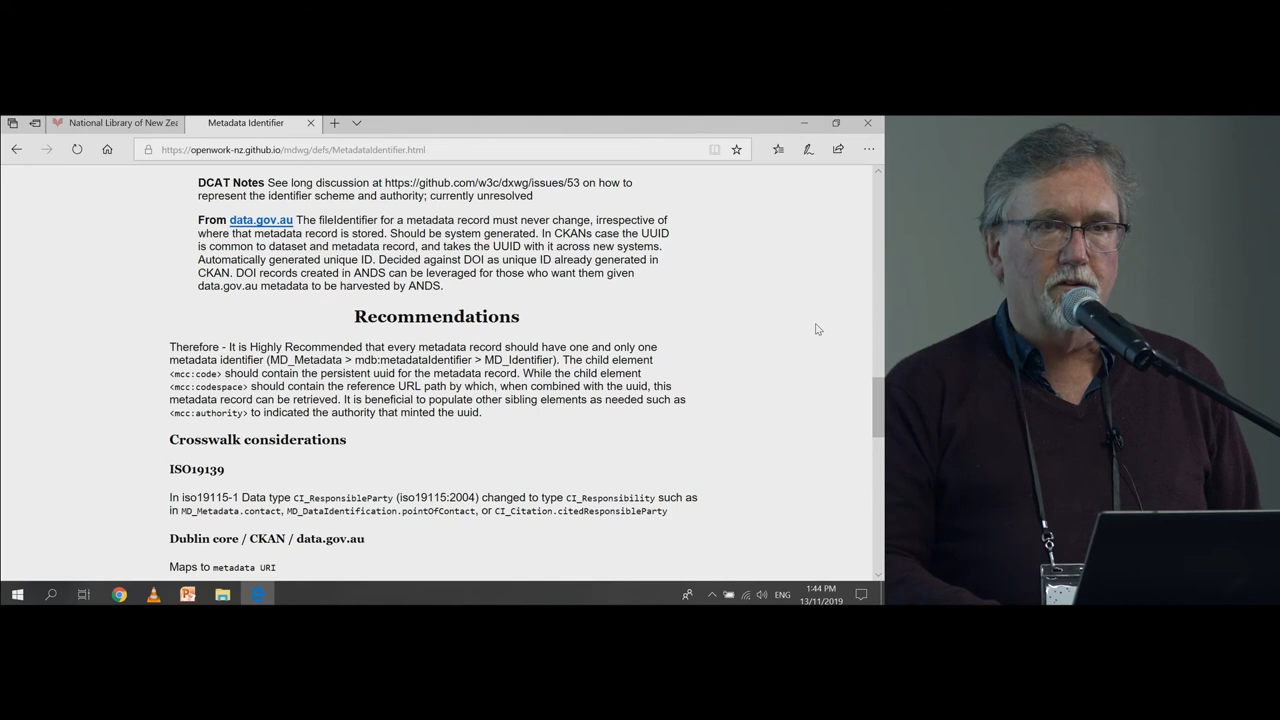 National Library of New Zea
Metadata Identifier
https://openwork-nz.github.io/mdwg/defs/MetadataIdentifier.html
DCAT Notes See long discussion at https://github.com/w3c/dxwg/issues/53 on how to
represent the identifier scheme and authority; currently unresolved
From data.gov.au The fileIdentifier for a metadata record must never change, irrespective of
where that metadata record is stored. Should be system generated. In CKANs case the UUID
is common to dataset and metadata record, and takes the UUID with it across new systems.
Automatically generated unique ID. Decided against DOI as unique ID already generated in
CKAN. DOI records created in ANDS can be leveraged for those who want them given
data.gov.au metadata to be harvested by ANDS.
Recommendations
Therefore - It is Highly Recommended that every metadata record should have one and only one
metadata identifier (MD_Metadata > mdb:metadataIdentifier > MD_Identifier). The child element
<mcc:code> should contain the persistent uuid for the metadata record. While the child element
<mcc:codespace> should contain the reference URL path by which, when combined with the uuid, this
metadata record can be retrieved. It is beneficial to populate other sibling elements as needed such as
<mcc:authority> to indicated the authority that minted the uuid.
Crosswalk considerations
ISO19139
In iso19115-1 Data type CI_ResponsibleParty (iso19115:2004) changed to type CI_Responsibility such as
in MD_Metadata.contact, MD_DataIdentification.pointOfContact, or CI_Citation.citedResponsibleParty
Dublin core / CKAN / data.gov.au
Maps to metadata URI
ENG
1:44 PM
13/11/2019